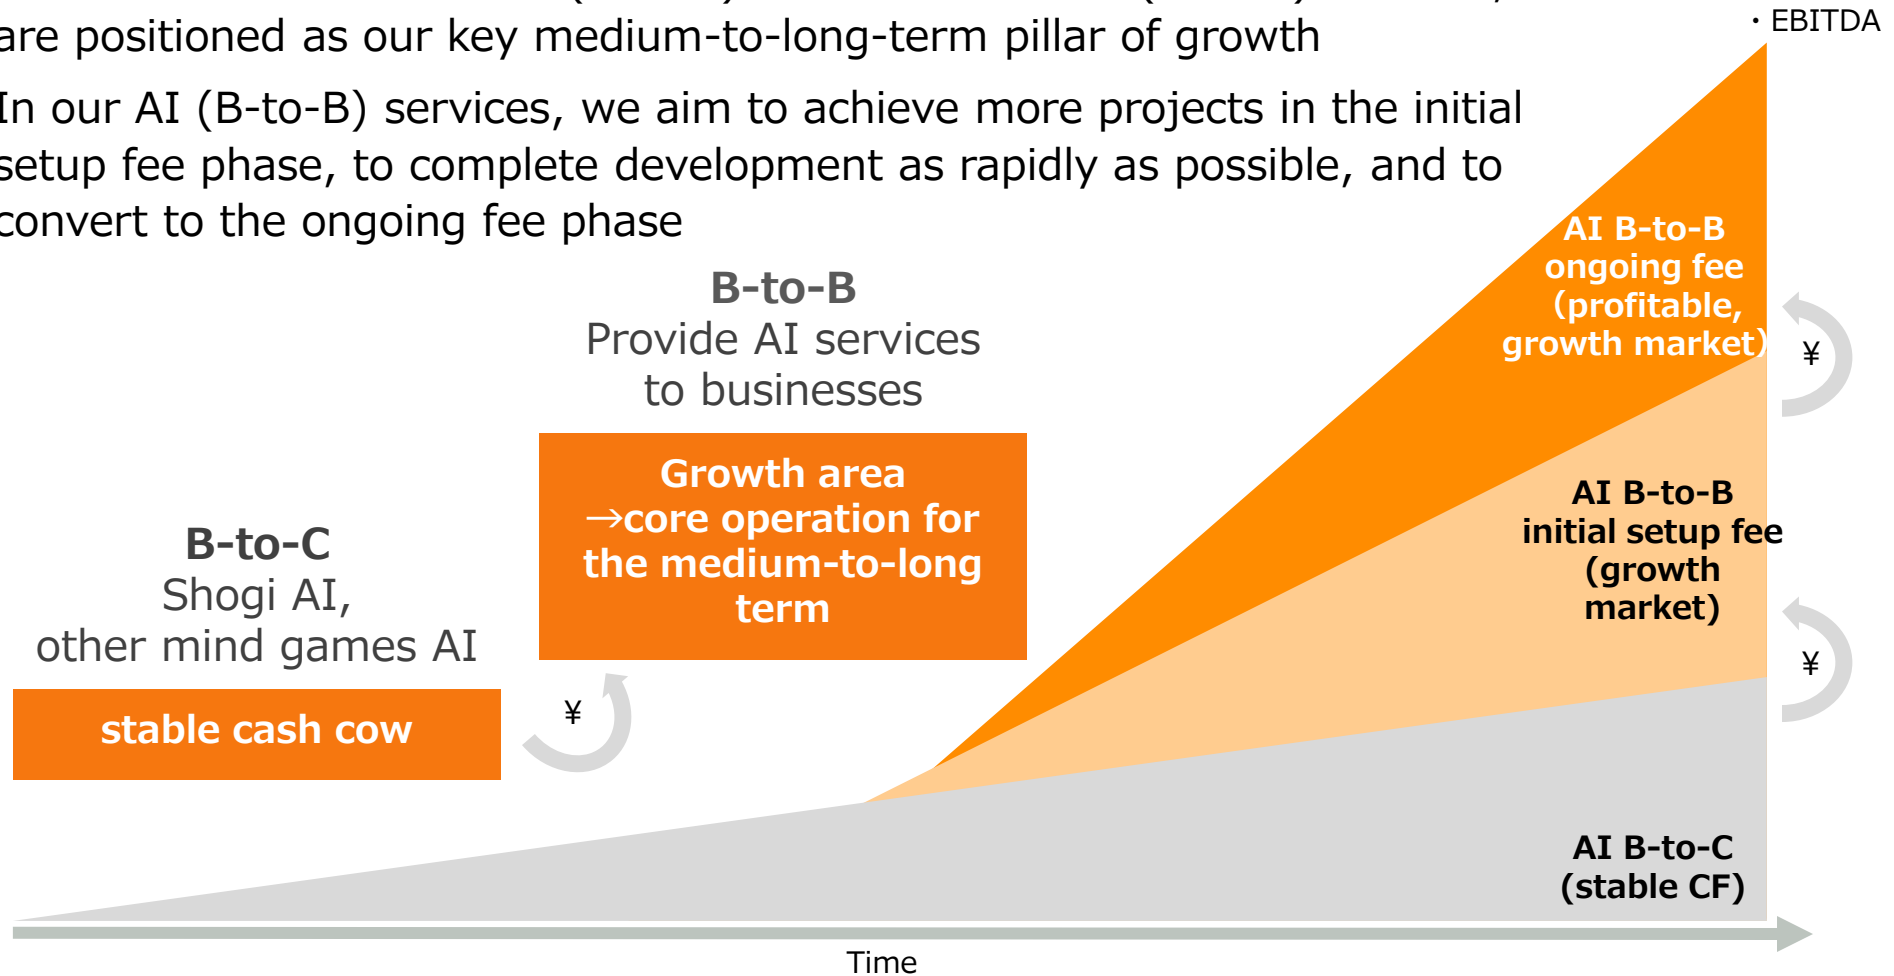 are positioned as our key medium-to-long-term pillar of growth
・EBITDA
In our AI (B-to-B) services, we aim to achieve more projects in the initial
setup fee phase, to complete development as rapidly as possible, and to
convert to the ongoing fee phase
B-to-B
Provide AI services
to businesses
Growth area
→core operation for
the medium-to-long
term
B-to-C
Shogi AI,
other mind games AI
stable cash cow
¥
AI B-to-B
ongoing fee
(profitable,
growth market)
¥
AI B-to-B
initial setup fee
(growth
market)
¥
AI B-to-C
(stable CF)
Time